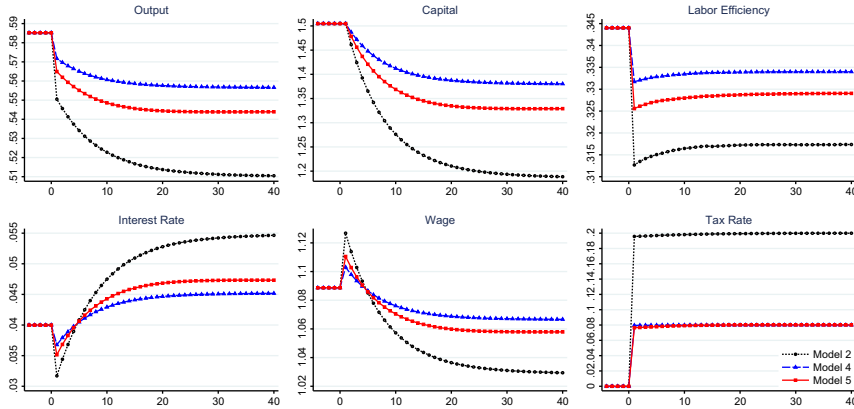 Output
Capital
Labor Efficiency
.51 .52 .53 .54 .55 .56 .57 .58 .59
1.2 1.25 1.3 1.35 1.4 1.45 1.5
.31 .315 .32 .325 .33 .335 .34 .345
0 10 20 30 40
0 10 20 30 40
0 10 20 30 40
Interest Rate
Wage
Tax Rate
.03 .035 .04 .045 .05 .055
1.02 1.04 1.06 1.08 1.1 1.12
0 .02 .04 .06 .08 .1 .12 .14 .16 .18 .2
Model 2
Model 4
Model 5
0 10 20 30 40
0 10 20 30 40
0 10 20 30 40